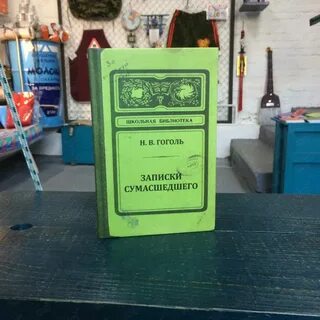 ШКОЛЬНАЯ БИБЛИОТЕКА
Н. В. ГОГОЛЬ
ЗАПИСКИ
СУМАСШЕДШЕГО